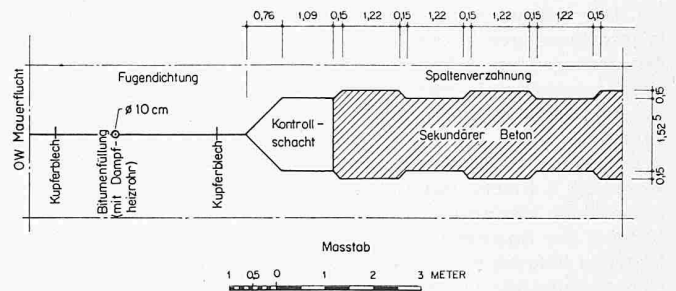 0,76 1,09 0,15 1,22 0,15 1,22 0,15 1,22 0,15 1,22 0,15
OW Mauerflucht
Fugendichtung
Spaltenverzahnung
ø 10 cm
Kupferblech
Bitumenfüllung
(mit Dampf-
heizrohr)
Kupferblech
Kontroll-
schacht
Sekundärer Beton
0,15
1,52 5
0,15
Masstab
1 0,5 0 1 2 3 METER